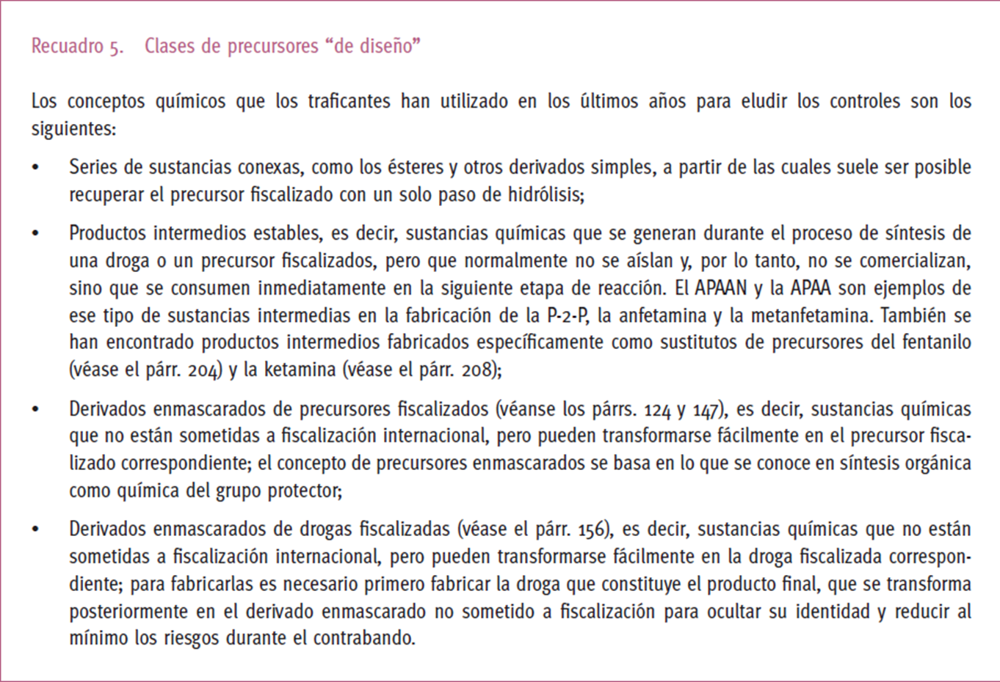 Recuadro 5. Clases de precursores “de diseño”
Los conceptos químicos que los traficantes han utilizado en los últimos años para eludir los controles son los
siguientes:
• Series de sustancias conexas, como los ésteres y otros derivados simples, a partir de las cuales suele ser posible
recuperar el precursor fiscalizado con un solo paso de hidrólisis;
• Productos intermedios estables, es decir, sustancias químicas que se generan durante el proceso de síntesis de
una droga o un precursor fiscalizados, pero que normalmente no se aíslan y, por lo tanto, no se comercializan,
sino que se consumen inmediatamente en la siguiente etapa de reacción. El APAAN y la APAA son ejemplos de
ese tipo de sustancias intermedias en la fabricación de la P-2-P, la anfetamina y la metanfetamina. También se
han encontrado productos intermedios fabricados específicamente como sustitutos de precursores del fentanilo
(véase el párr. 204) y la ketamina (véase el párr. 208);
• Derivados enmascarados de precursores fiscalizados (véanse los párrs. 124 y 147), es decir, sustancias químicas
que no están sometidas a fiscalización internacional, pero pueden transformarse fácilmente en el precursor fisca-
lizado correspondiente; el concepto de precursores enmascarados se basa en lo que se conoce en síntesis orgánica
como química del grupo protector;
• Derivados enmascarados de drogas fiscalizadas (véase el párr. 156), es decir, sustancias químicas que no están
sometidas a fiscalización internacional, pero pueden transformarse fácilmente en la droga fiscalizada correspon-
diente; para fabricarlas es necesario primero fabricar la droga que constituye el producto final, que se transforma
posteriormente en el derivado enmascarado no sometido a fiscalización para ocultar su identidad y reducir al
mínimo los riesgos durante el contrabando.